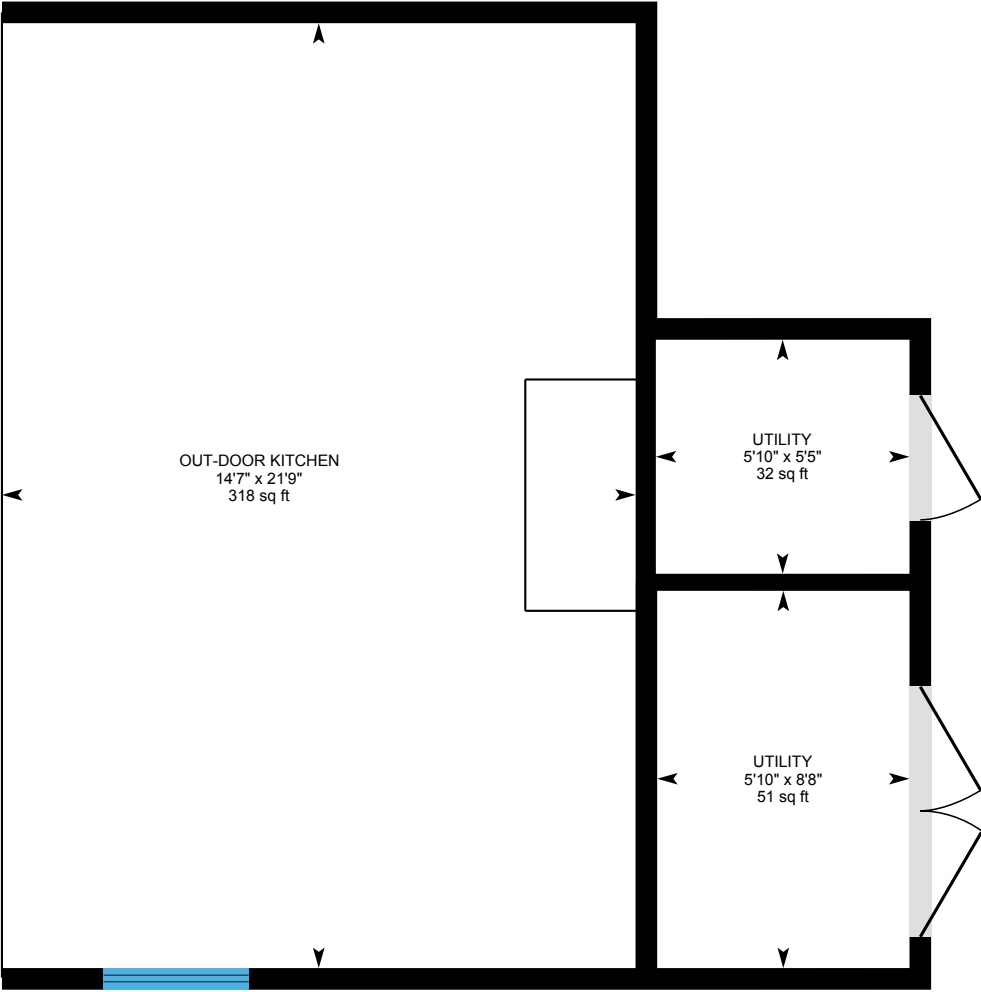 OUT-DOOR KITCHEN
14'7" x 21'9"
318 sq ft
UTILITY
5'10" x 5'5"
32 sq ft
UTILITY
5'10" x 8'8"
51 sq ft